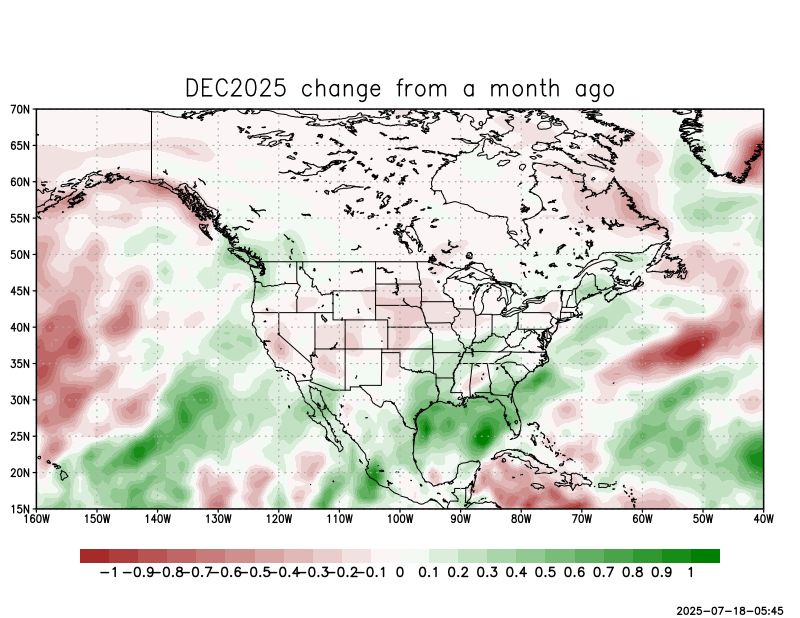 DEC2025 change from a month ago
70N
65N
60N
55N
50N
45N
40N
35N
30N
25N
20N
15N
160W 150W 140W 130W 120W 110W 100W 90W 80W 70W 60W 50W 40W
-1 -0.9 -0.8 -0.7 -0.6 -0.5 -0.4 -0.3 -0.2 -0.1 0 0.1 0.2 0.3 0.4 0.5 0.6 0.7 0.8 0.9 1
2025-07-18-05:45